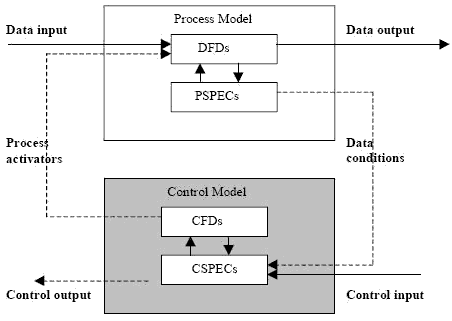 Process Model
Data input
Data output
DFDs
PSPECs
Process
activators
Data
conditions
Control Model
CFDs
CSPECs
Control output
Control input